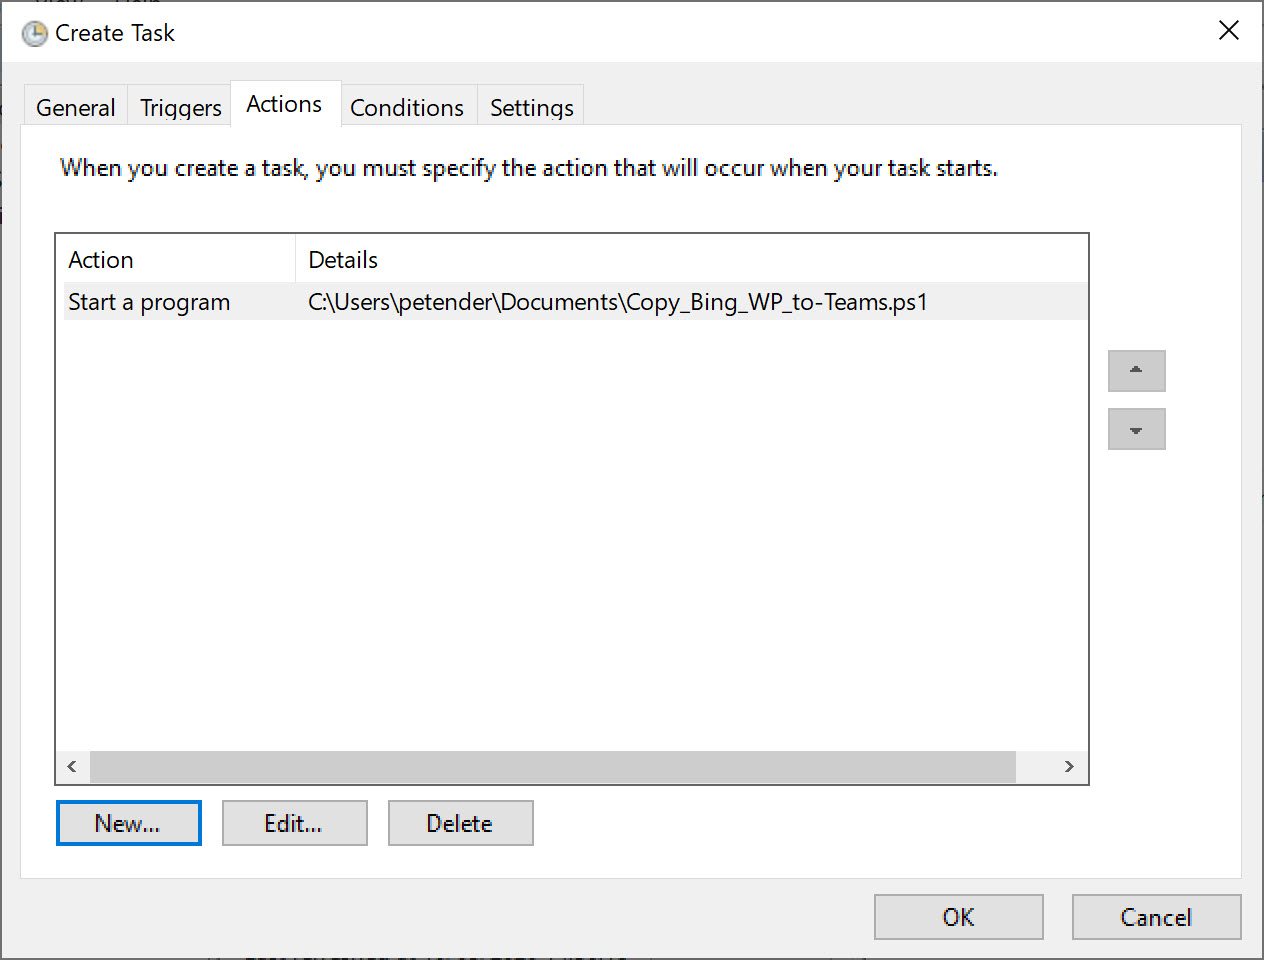 Create Task
General Triggers Actions Conditions Settings
When you create a task, you must specify the action that will occur when your task starts.
Action Details
Start a program C:\Users\petender\Documents\Copy_Bing_WP_to-Teams.ps1
New... Edit... Delete
OK Cancel